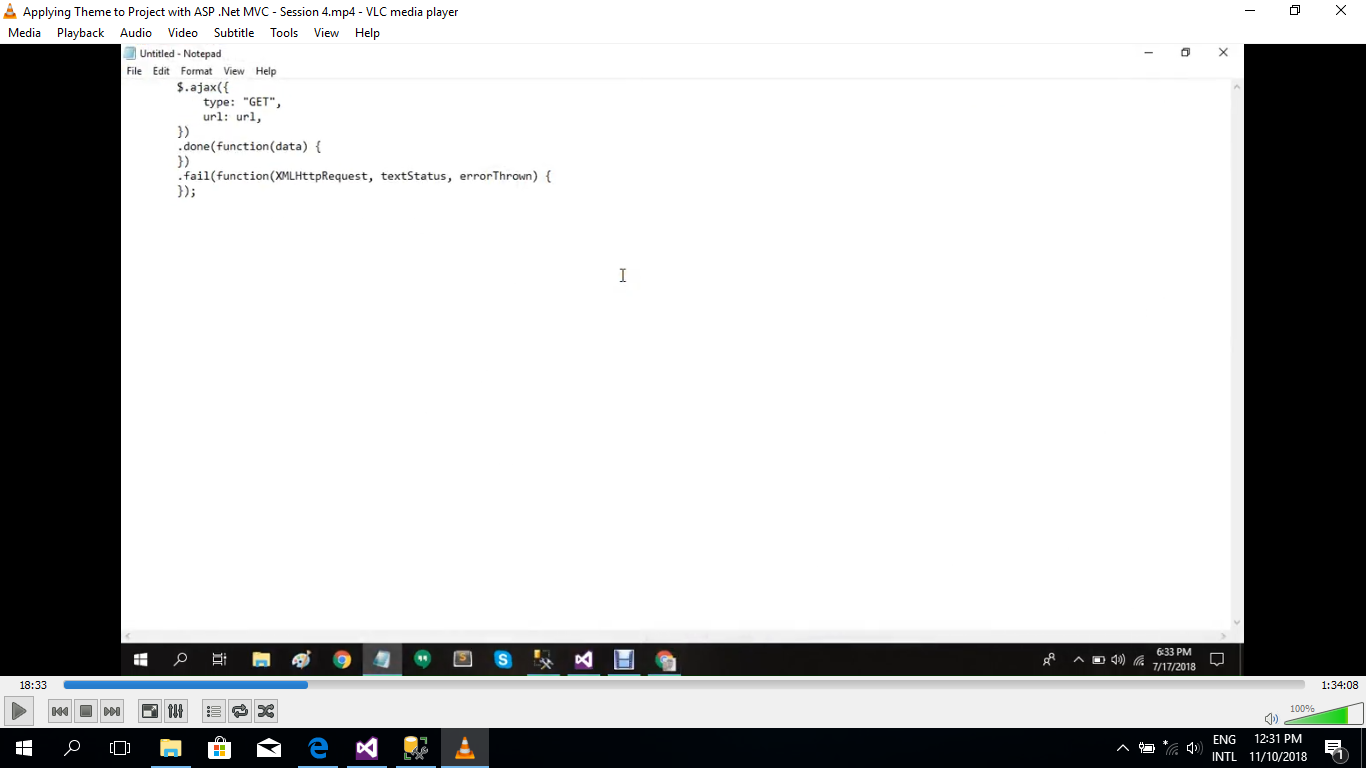 Applying Theme to Project with ASP .Net MVC - Session 4.mp4 - VLC media player
Media Playback Audio Video Subtitle Tools View Help
Untitled - Notepad
File Edit Format View Help
$.ajax({
type: "GET",
url: url,
})
.done(function(data) {
})
.fail(function(XMLHttpRequest, textStatus, errorThrown) {
});
6:33 PM
7/17/2018
18:33
1:34:08
100%
ENG
INTL
12:31 PM
11/10/2018
1